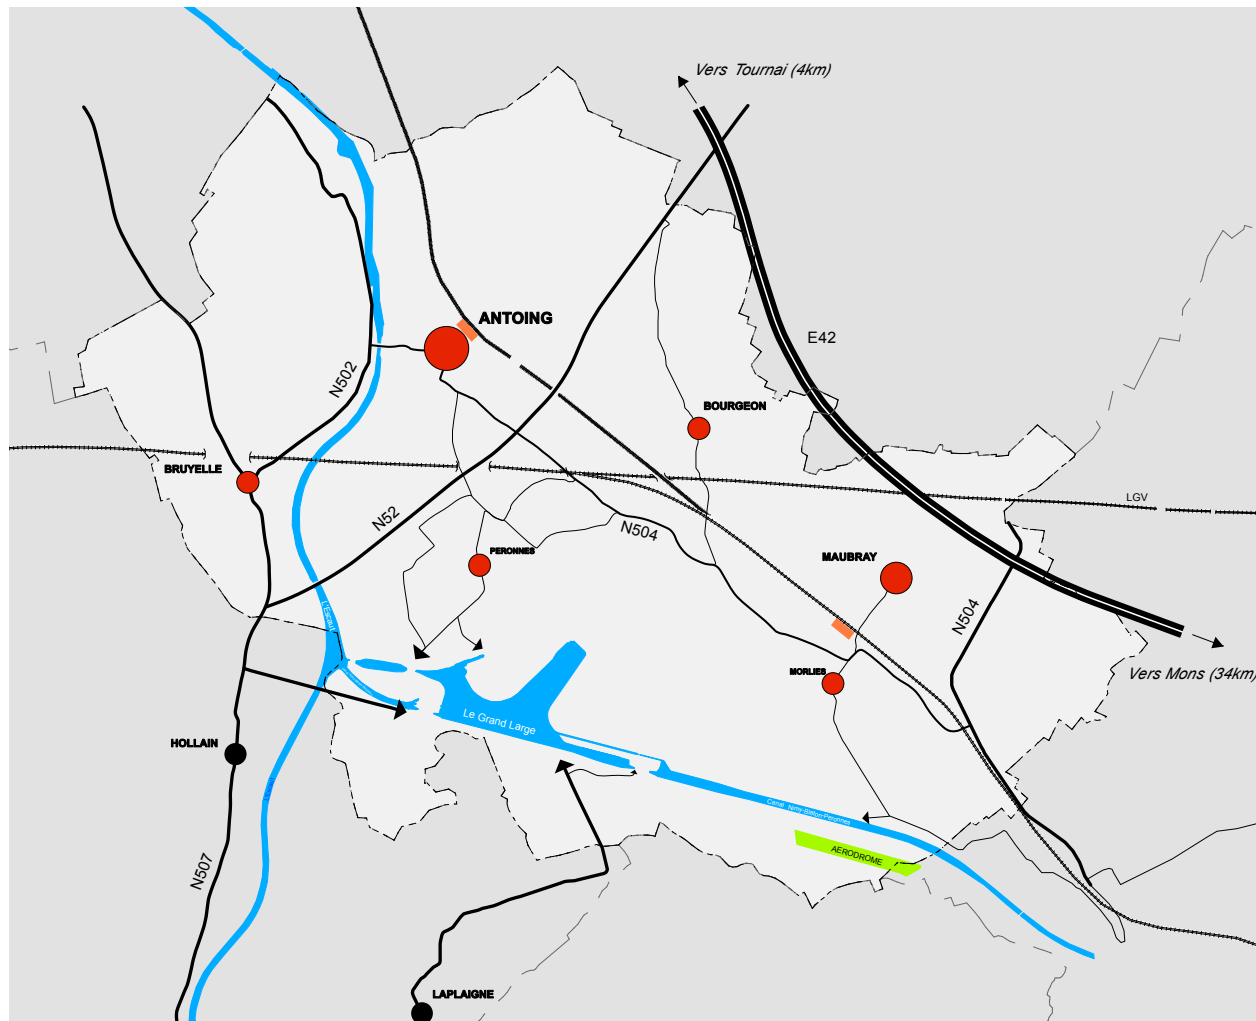 Vers Tournai (4km)
ANTOING
E42
N502
BOURGEON
BRUYELLE
LGV
N52
N504
PERONNES
MAUBRAY
L'Escaut
N504
MORLIES
Vers Mons (34km)
Le Grand Large
HOLLAIN
Canal Nimy-Blaton-Peronnes
AERODROME
N507
LAPLAIGNE